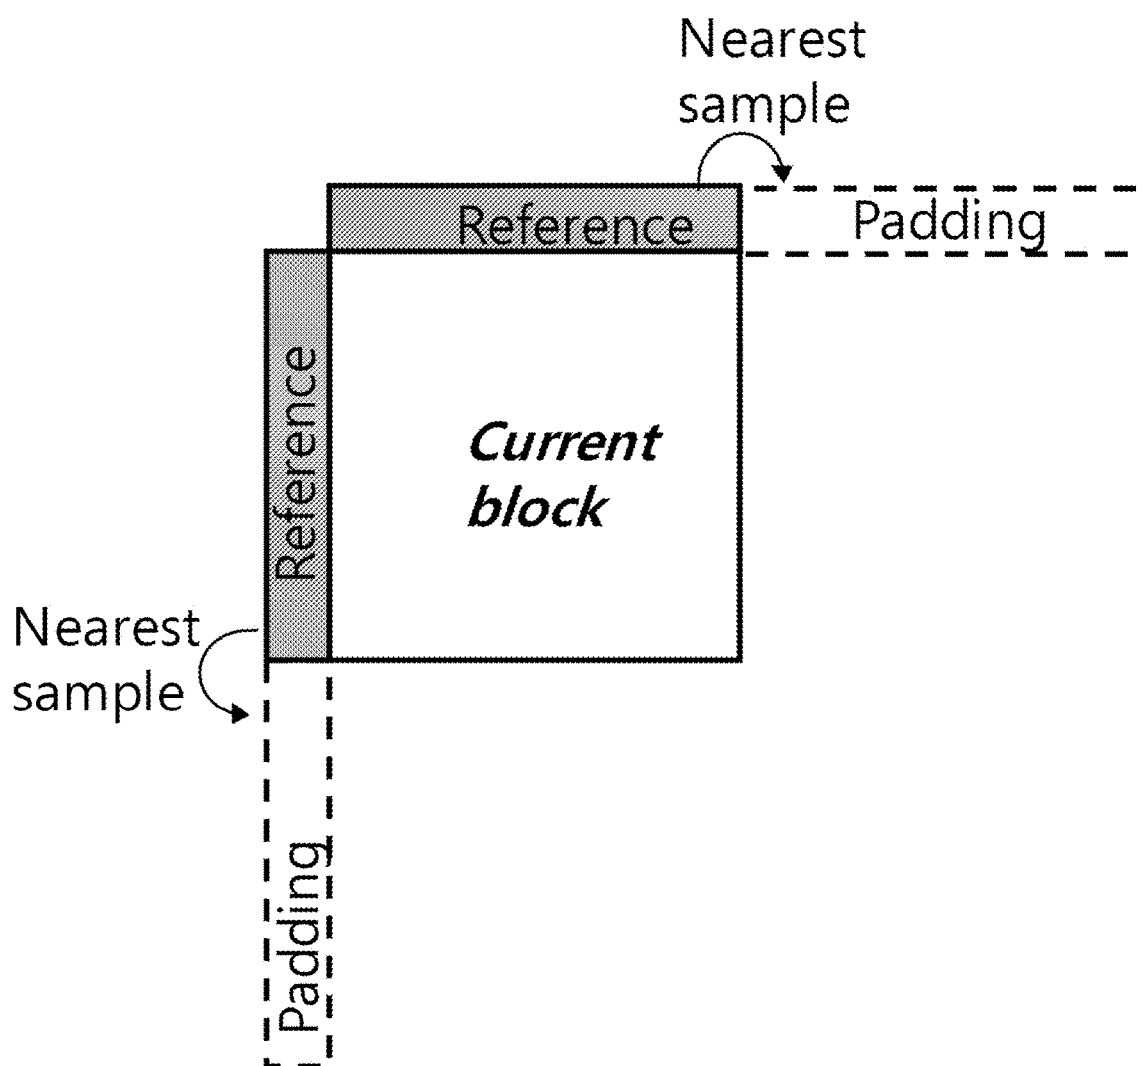 Nearest
sample
Reference
Padding
Reference
Current
block
Nearest
sample
Padding